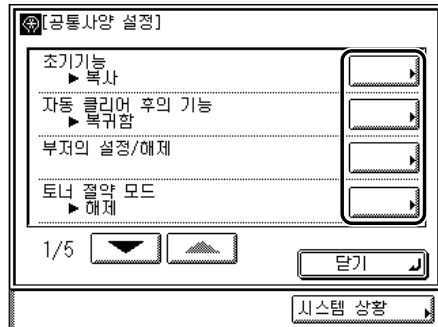 [공통사양 설정]
초기기능
▶ 복사
자동 클리어 후의 기능
▶ 복귀함
부저의 설정/해제
토너 절약 모드
▶ 해제
1/5
닫기
시스템 상황